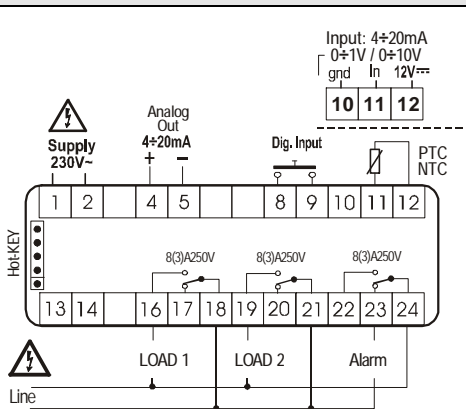 Input: 4÷20mA
0÷1V / 0÷10V
gnd In 12V
10 11 12
Supply
230V~
Analog
Out
4÷20mA
+ −
Dig. Input
PTC
NTC
1 2 4 5 8 9 10 11 12
Hot-KEY
8(3)A250V 8(3)A250V 8(3)A250V
13 14 16 17 18 19 20 21 22 23 24
LOAD 1 LOAD 2 Alarm
Line